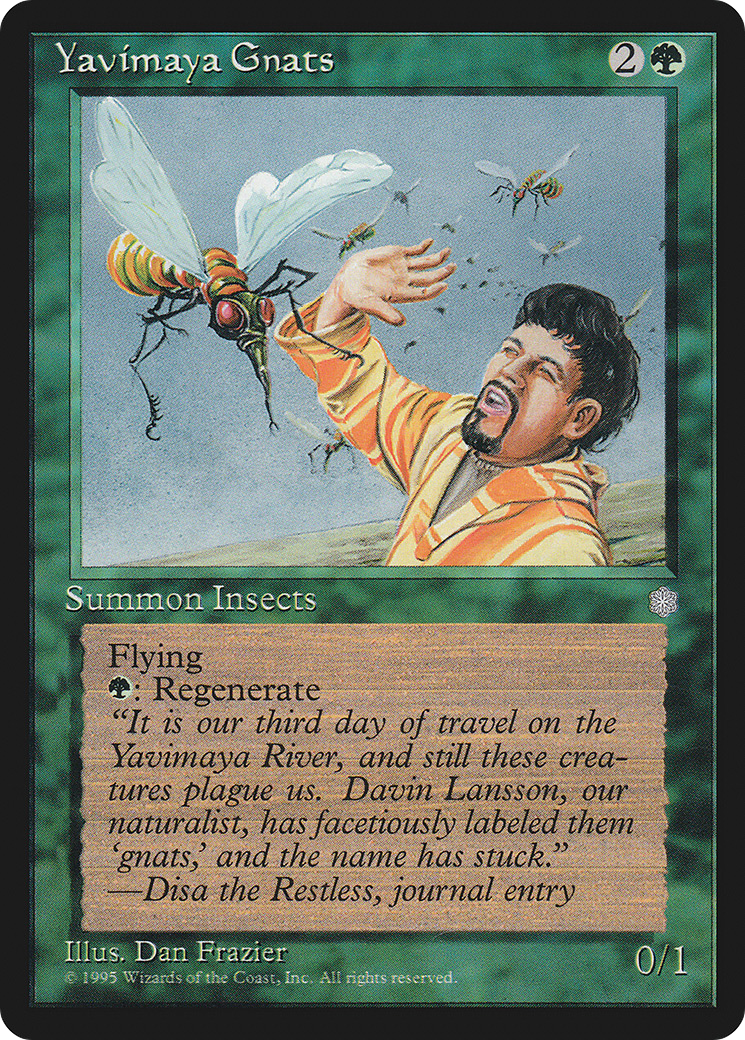 Yavimaya Gnats 2
Summon Insects
Flying
: Regenerate
“It is our third day of travel on the
Yavimaya River, and still these crea-
tures plague us. Davin Lansson, our
naturalist, has facetiously labeled them
‘gnats,’ and the name has stuck.”
—Disa the Restless, journal entry
Illus. Dan Frazier
0/1
© 1995 Wizards of the Coast, Inc. All rights reserved.